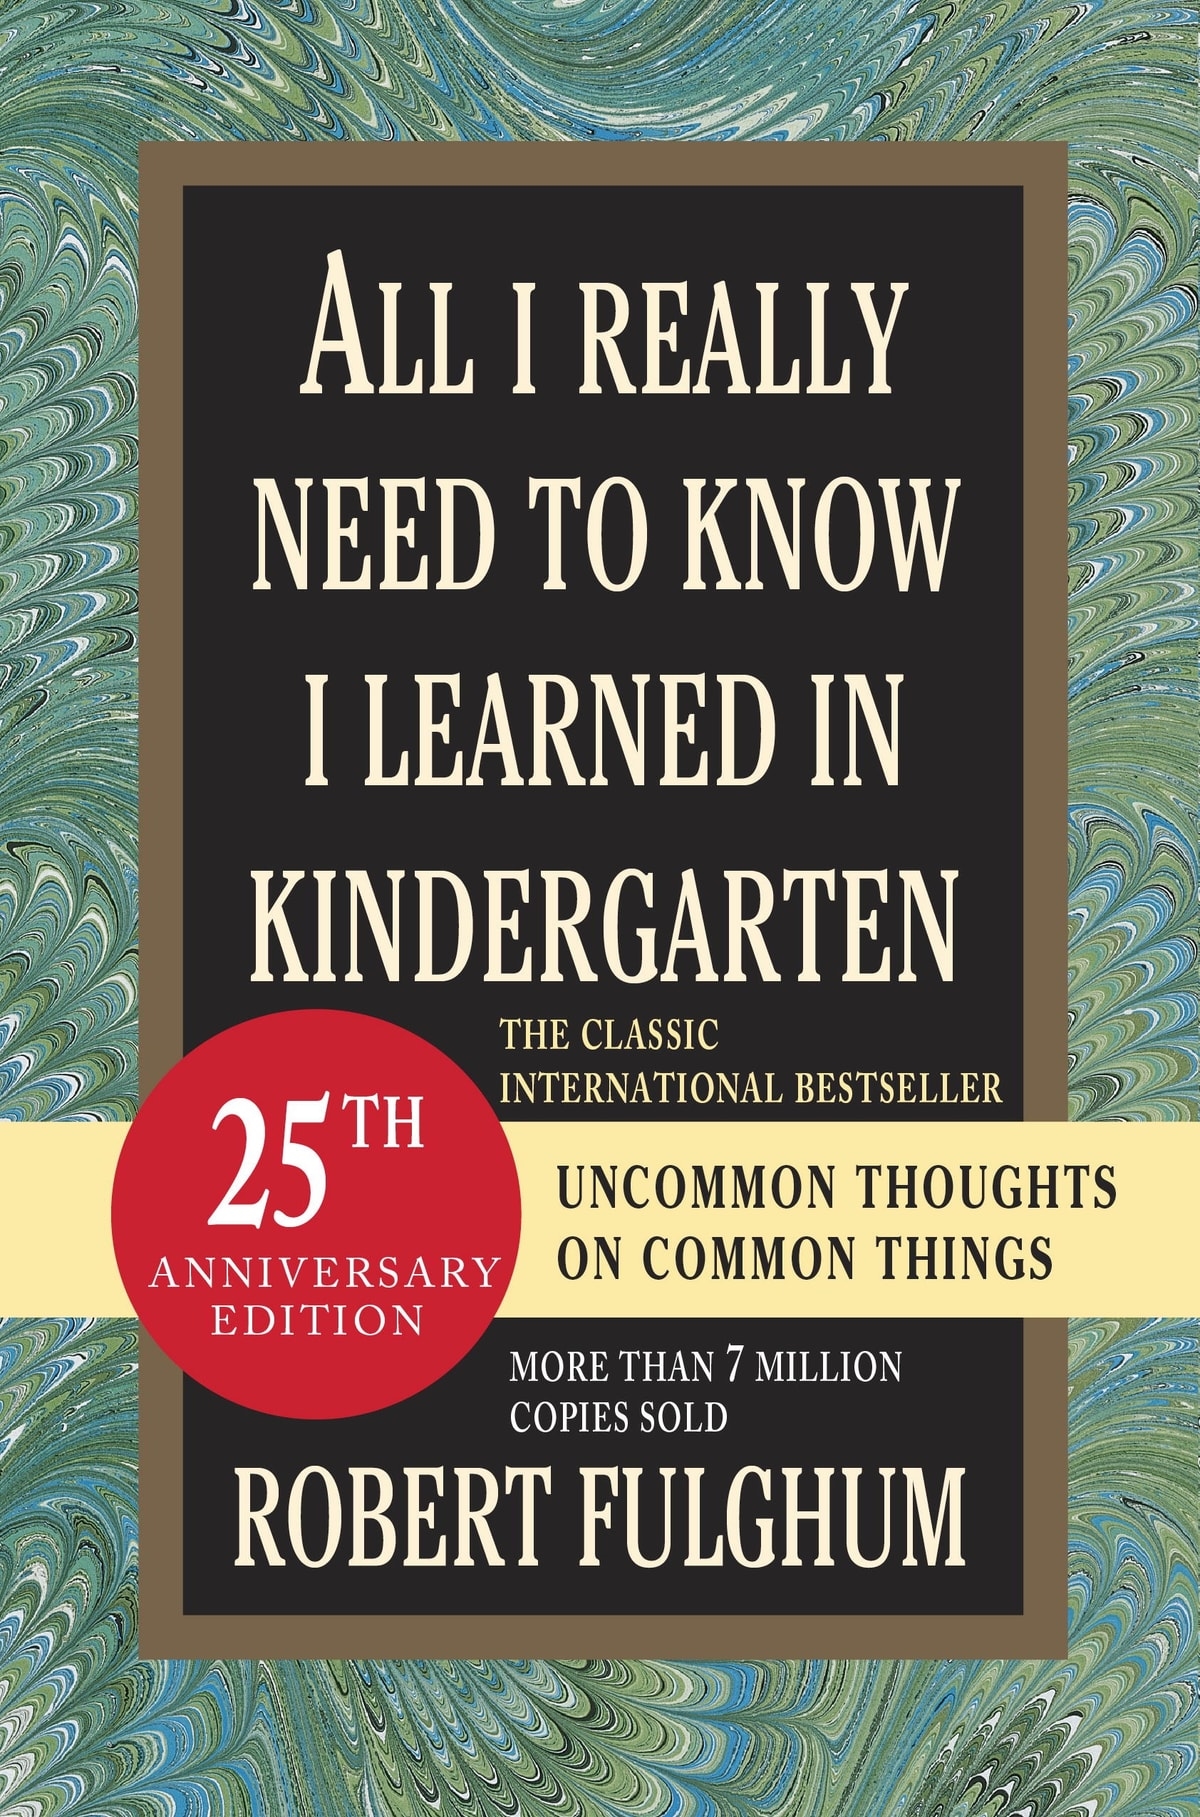 ALL I REALLY
NEED TO KNOW
I LEARNED IN
KINDERGARTEN
THE CLASSIC
INTERNATIONAL BESTSELLER
25TH
ANNIVERSARY
EDITION
UNCOMMON THOUGHTS
ON COMMON THINGS
MORE THAN 7 MILLION
COPIES SOLD
ROBERT FULGHUM